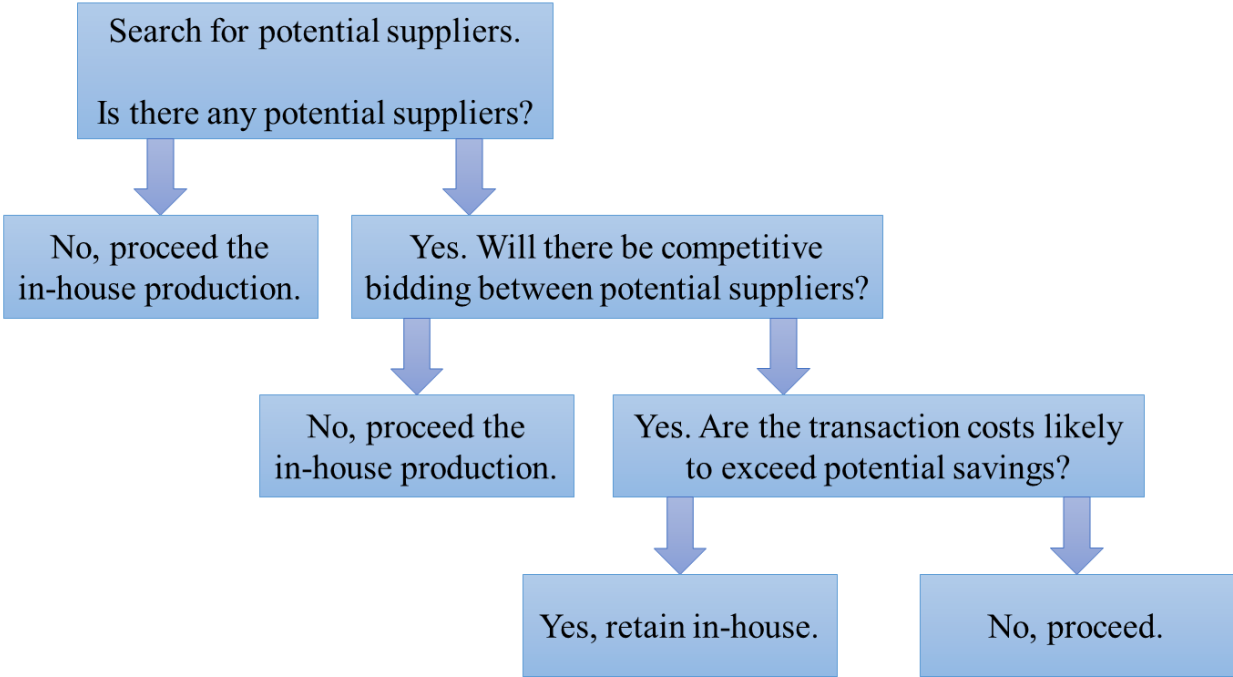 Search for potential suppliers.
Is there any potential suppliers?
No, proceed the
in-house production.
Yes. Will there be competitive
bidding between potential suppliers?
No, proceed the
in-house production.
Yes. Are the transaction costs likely
to exceed potential savings?
Yes, retain in-house.
No, proceed.